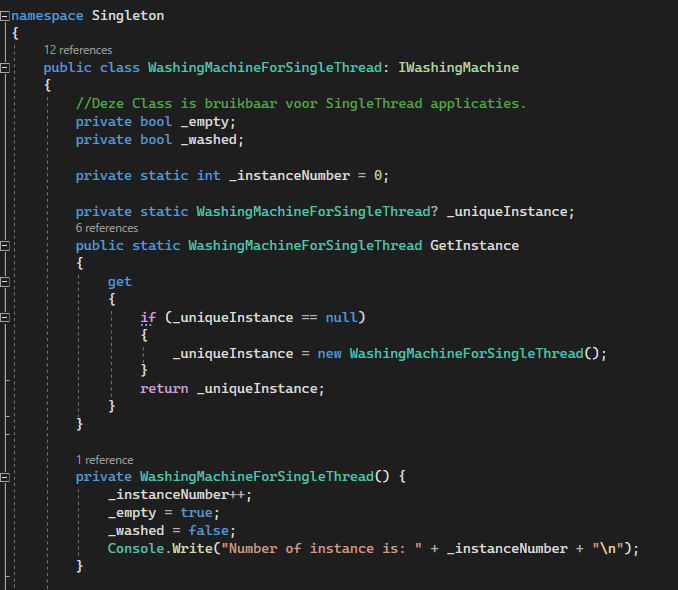 namespace Singleton
{
12 references
public class WashingMachineForSingleThread: IWashingMachine
{
//Deze Class is bruikbaar voor SingleThread applicaties.
private bool _empty;
private bool _washed;
private static int _instanceNumber = 0;
private static WashingMachineForSingleThread? _uniqueInstance;
6 references
public static WashingMachineForSingleThread GetInstance
{
get
{
if (_uniqueInstance == null)
{
_uniqueInstance = new WashingMachineForSingleThread();
}
return _uniqueInstance;
}
}
1 reference
private WashingMachineForSingleThread() {
_instanceNumber++;
_empty = true;
_washed = false;
Console.Write("Number of instance is: " + _instanceNumber + "\n");
}